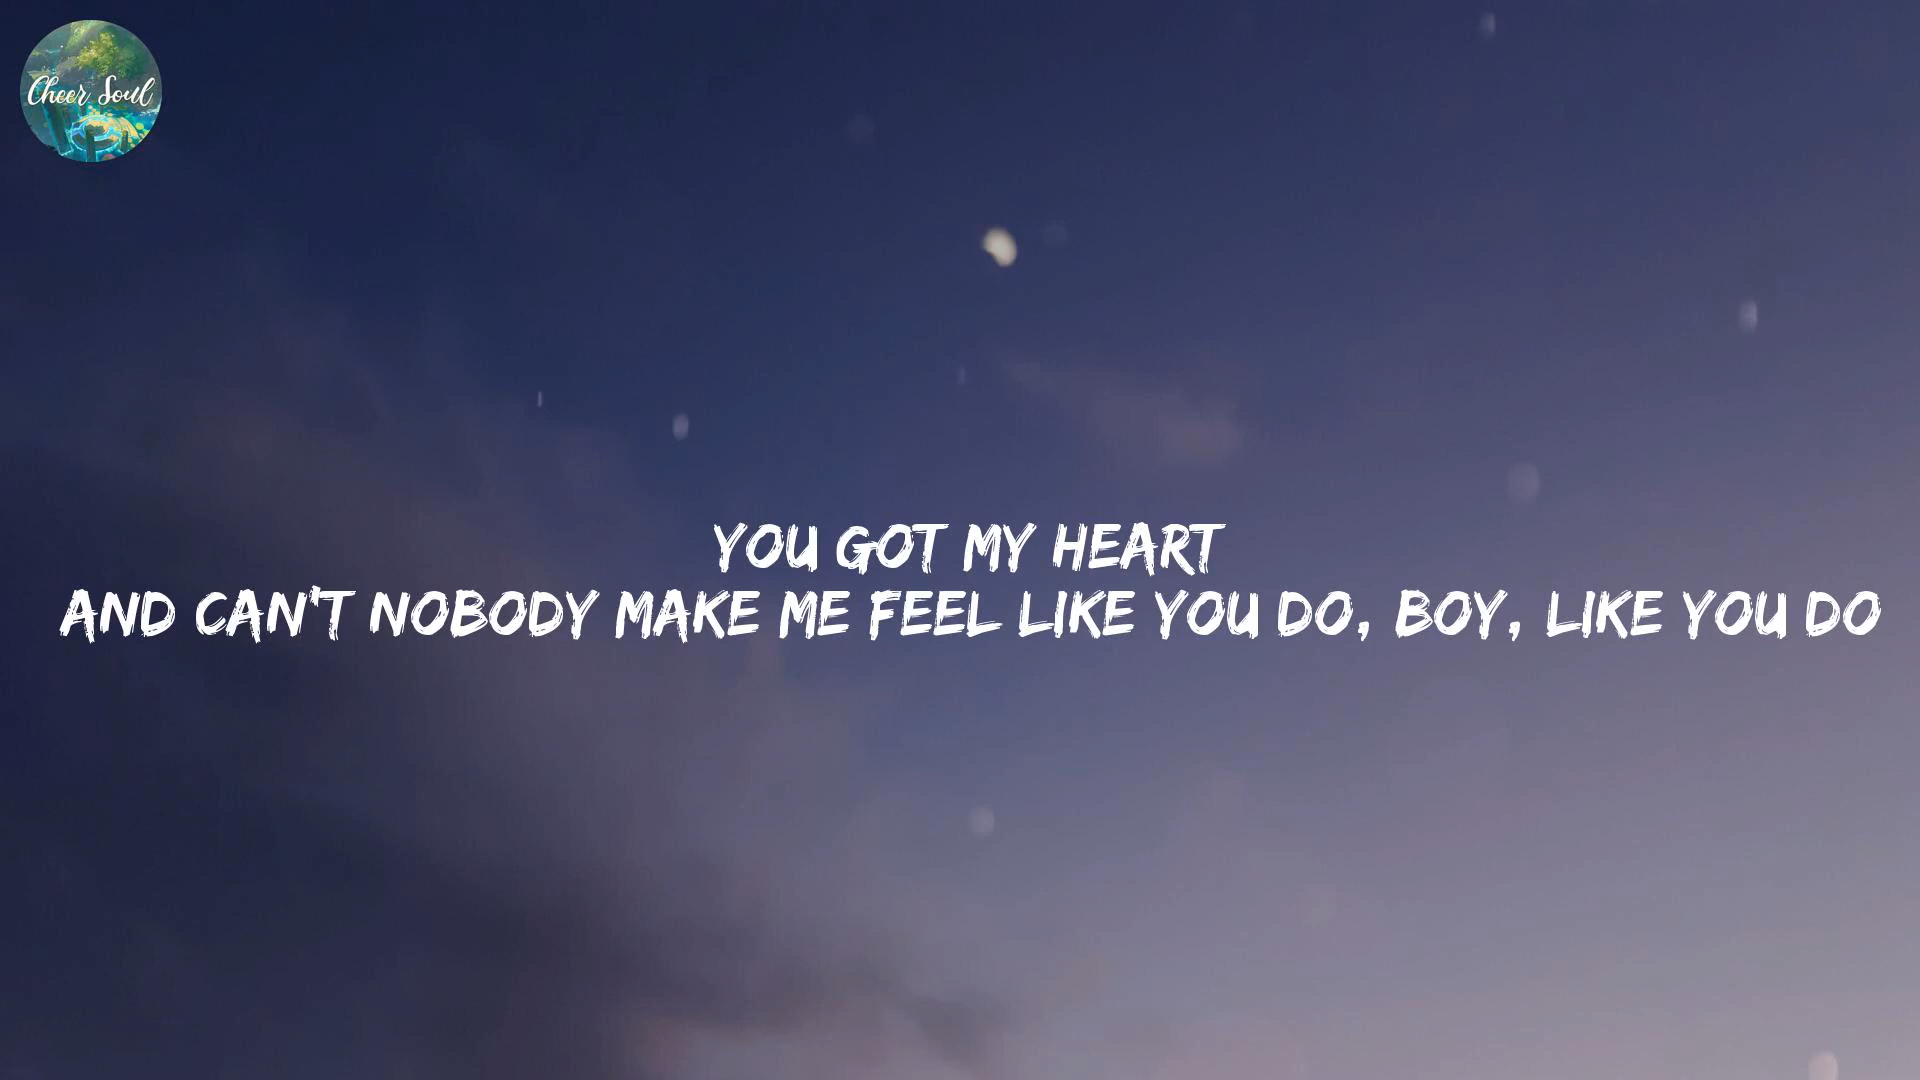 Cheer Soul
YOU GOT MY HEART
AND CAN'T NOBODY MAKE ME FEEL LIKE YOU DO, BOY, LIKE YOU DO